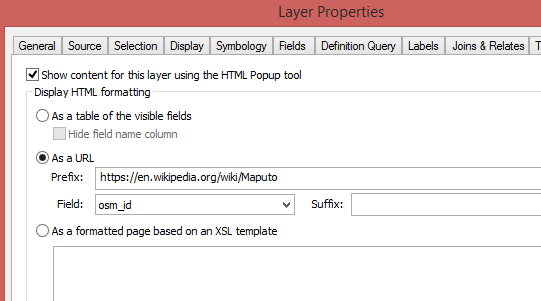 Layer Properties
General Source Selection Display Symbology Fields Definition Query Labels Joins & Relates
Show content for this layer using the HTML Popup tool
Display HTML formatting
As a table of the visible fields
Hide field name column
As a URL
Prefix: https://en.wikipedia.org/wiki/Maputo
Field: osm_id Suffix:
As a formatted page based on an XSL template